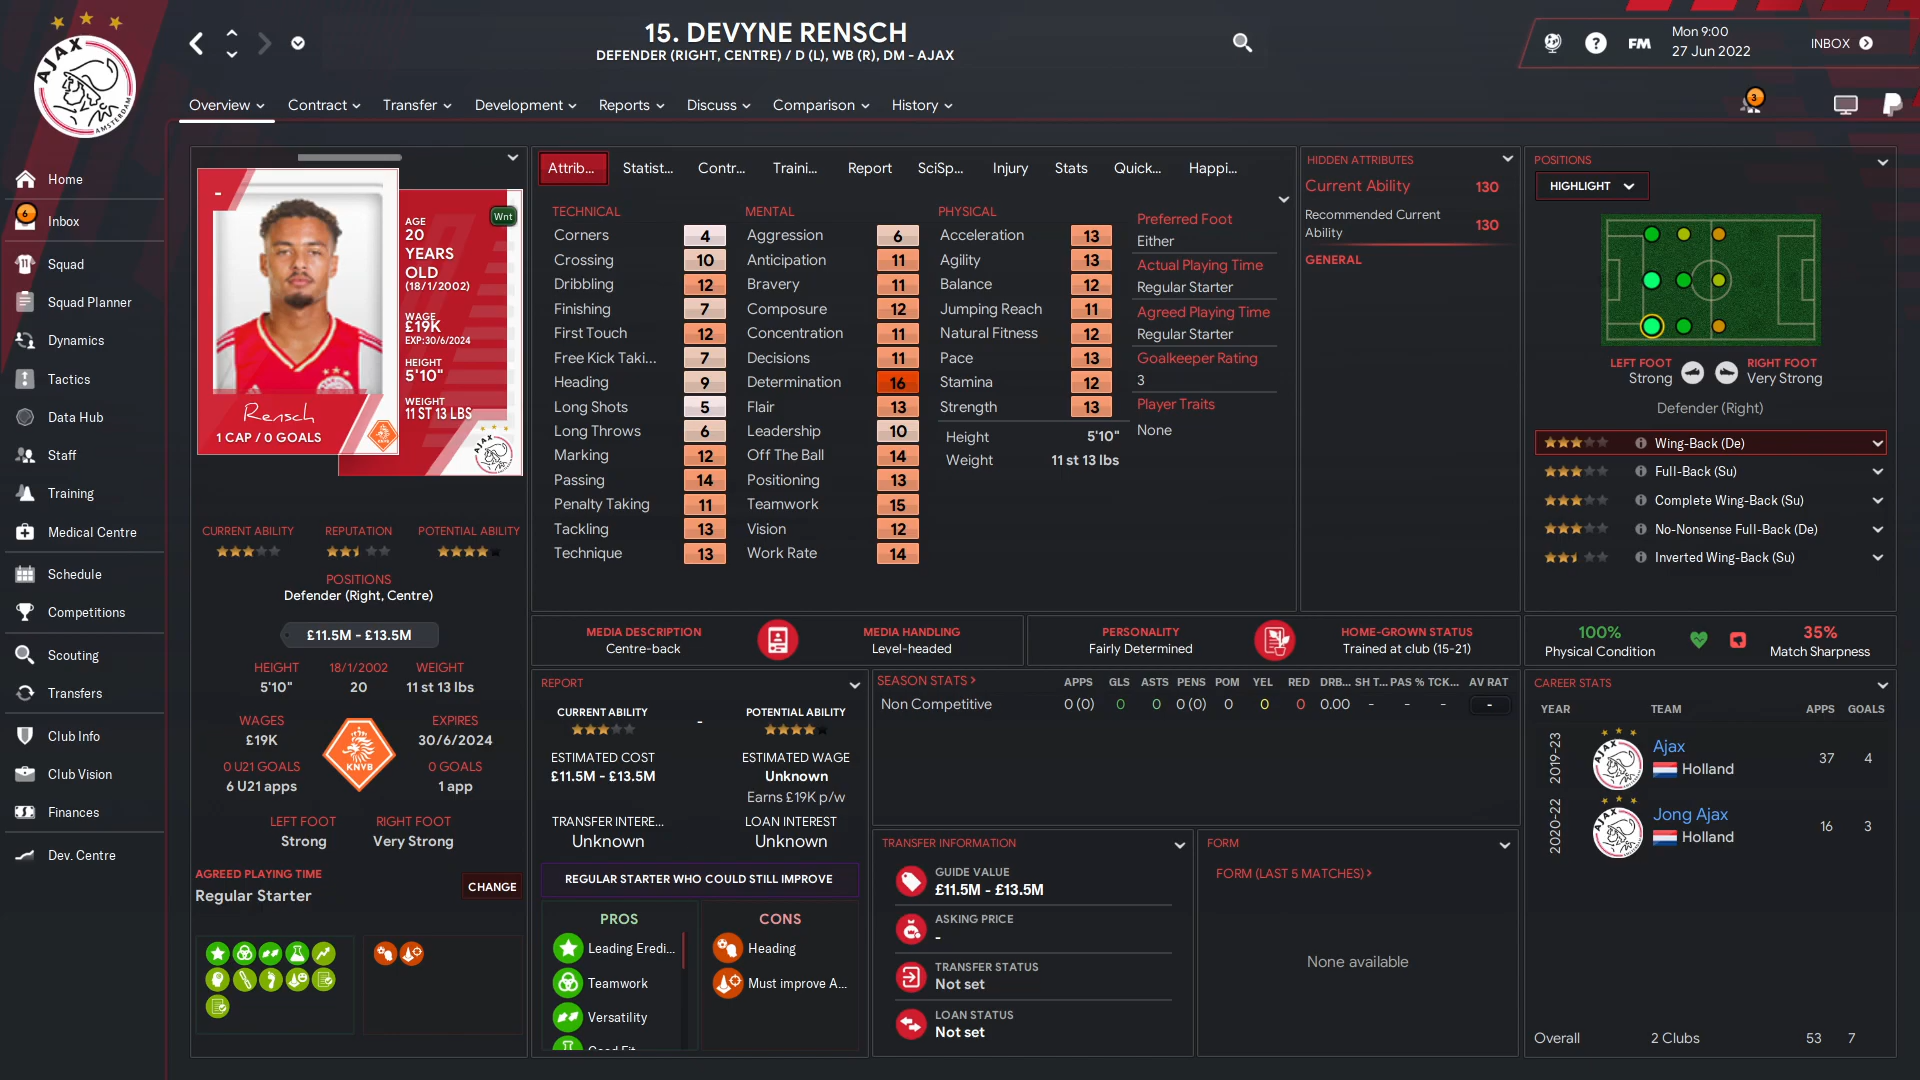 15. DEVYNE RENSCH
DEFENDER (RIGHT, CENTRE) / D (L), WB (R), DM - AJAX
FM
Mon 9:00
27 Jun 2022
INBOX
AJAX
AMSTERDAM
Overview
Contract
Transfer
Development
Reports
Discuss
Comparison
History
3
Home
6
Inbox
Squad
Squad Planner
Dynamics
Tactics
Data Hub
Staff
Training
Medical Centre
Schedule
Competitions
Scouting
Transfers
Club Info
Club Vision
Finances
Dev. Centre
-
Wnt
AGE
20
YEARS
OLD
(18/1/2002)
WAGE
£19K
EXP:30/6/2024
HEIGHT
5'10"
WEIGHT
11 ST 13 LBS
Rensch
1 CAP / 0 GOALS
CURRENT ABILITY
REPUTATION
POTENTIAL ABILITY
POSITIONS
Defender (Right, Centre)
£11.5M - £13.5M
HEIGHT 18/1/2002 WEIGHT
5'10" 20 11 st 13 lbs
WAGES
£19K
KNVB
EXPIRES
30/6/2024
0 U21 GOALS
6 U21 apps
0 GOALS
1 app
LEFT FOOT
Strong
RIGHT FOOT
Very Strong
AGREED PLAYING TIME
Regular Starter
CHANGE
Attrib...
Statist...
Contr...
Traini...
Report
SciSp...
Injury
Stats
Quick...
Happi...
TECHNICAL
Corners 4
Crossing 10
Dribbling 12
Finishing 7
First Touch 12
Free Kick Taki... 7
Heading 9
Long Shots 5
Long Throws 6
Marking 12
Passing 14
Penalty Taking 11
Tackling 13
Technique 13
MENTAL
Aggression 6
Anticipation 11
Bravery 11
Composure 12
Concentration 11
Decisions 11
Determination 16
Flair 13
Leadership 10
Off The Ball 14
Positioning 13
Teamwork 15
Vision 12
Work Rate 14
PHYSICAL
Acceleration 13
Agility 13
Balance 12
Jumping Reach 11
Natural Fitness 12
Pace 13
Stamina 12
Strength 13
Height 5'10"
Weight 11 st 13 lbs
Preferred Foot
Either
Actual Playing Time
Regular Starter
Agreed Playing Time
Regular Starter
Goalkeeper Rating
3
Player Traits
None
HIDDEN ATTRIBUTES
Current Ability 130
Recommended Current
Ability 130
GENERAL
POSITIONS
HIGHLIGHT
LEFT FOOT
Strong
RIGHT FOOT
Very Strong
Defender (Right)
Wing-Back (De)
Full-Back (Su)
Complete Wing-Back (Su)
No-Nonsense Full-Back (De)
Inverted Wing-Back (Su)
MEDIA DESCRIPTION
Centre-back
MEDIA HANDLING
Level-headed
PERSONALITY
Fairly Determined
HOME-GROWN STATUS
Trained at club (15-21)
100%
Physical Condition
35%
Match Sharpness
REPORT
CURRENT ABILITY
-
POTENTIAL ABILITY
ESTIMATED COST
£11.5M - £13.5M
ESTIMATED WAGE
Unknown
Earns £19K p/w
TRANSFER INTERE...
Unknown
LOAN INTEREST
Unknown
REGULAR STARTER WHO COULD STILL IMPROVE
PROS
Leading Eredi...
Teamwork
Versatility
Good Fit
CONS
Heading
Must improve A...
SEASON STATS >
APPS GLS ASTS PENS POM YEL RED DRB... SH T... PAS % TCK... AV RAT
Non Competitive 0 (0) 0 0 0 (0) 0 0 0 0.00 - - - -
TRANSFER INFORMATION
GUIDE VALUE
£11.5M - £13.5M
ASKING PRICE
-
TRANSFER STATUS
Not set
LOAN STATUS
Not set
FORM
FORM (LAST 5 MATCHES) >
None available
CAREER STATS
YEAR TEAM APPS GOALS
2019-23
Ajax
Holland
37 4
2020-22
Jong Ajax
Holland
16 3
Overall 2 Clubs 53 7